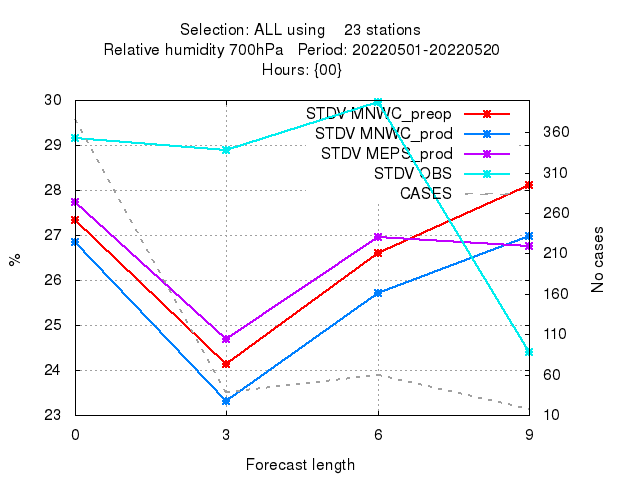 Selection: ALL using    23 stations
Relative humidity 700hPa   Period: 20220501-20220520
Hours: {00}
30
29
28
27
26
25
24
23
%
STDV MNWC_preop
STDV MNWC_prod
STDV MEPS_prod
STDV OBS
CASES
360
310
260
210
160
110
60
10
No cases
0 3 6 9
Forecast length